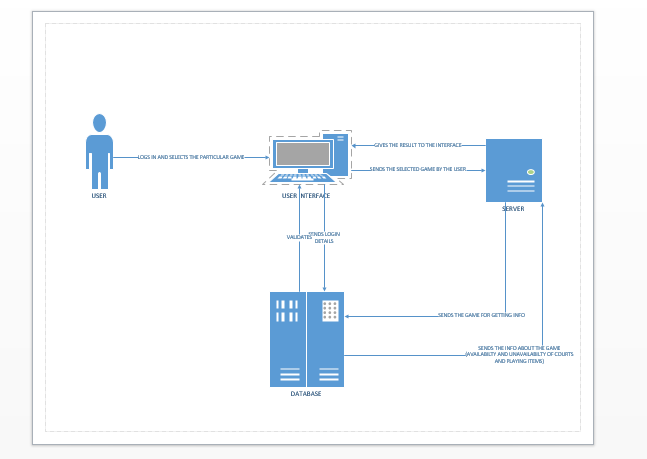 GIVES THE RESULT TO THE INTERFACE
LOGS IN AND SELECTS THE PARTICULAR GAME
SENDS THE SELECTED GAME BY THE USER
USER
USER INTERFACE
SERVER
VALIDATES
SENDS LOGIN
DETAILS
SENDS THE GAME FOR GETTING INFO
SENDS THE INFO ABOUT THE GAME
(AVAILABILTY AND UNAVAILABILTY OF COURTS
AND PLAYING ITEMS)
DATABASE